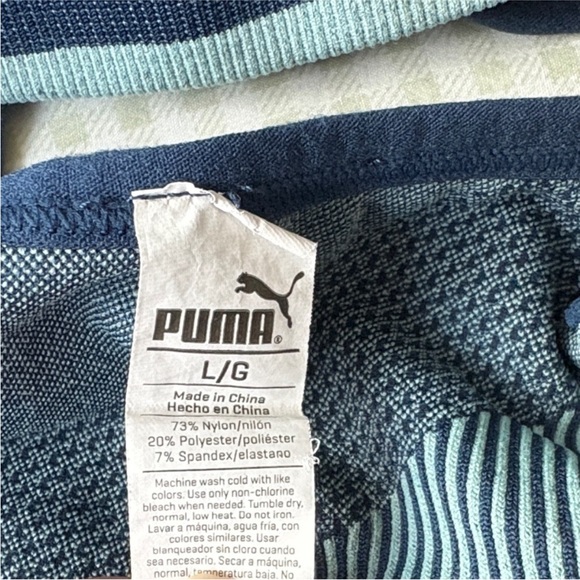 PUMA®
L/G
Made in China
Hecho en China
73% Nylon/nilón
20% Polyester/poliéster
7% Spandex/elastano
Machine wash cold with like
colors. Use only non-chlorine
bleach when needed. Tumble dry,
normal, low heat. Do not iron.
Lavar a máquina, agua fria, con
colores similares. Usar
blanqueador sin cloro cuando
sea necesario. Secar a máquina,
normal, temperatura baja. No